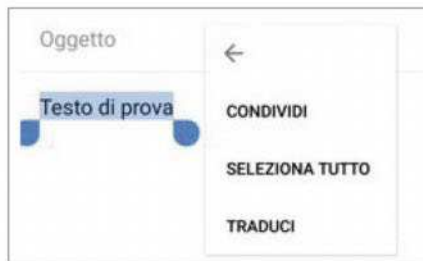 Oggetto
Testo di prova
CONDIVIDI
SELEZIONA TUTTO
TRADUCI